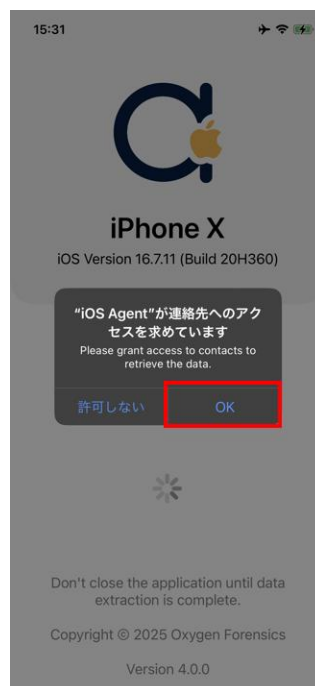 15:31
iPhone X
iOS Version 16.7.11 (Build 20H360)
“iOS Agent”が連絡先へのアク
セスを求めています
Please grant access to contacts to
retrieve the data.
許可しない
OK
Don't close the application until data
extraction is complete.
Copyright © 2025 Oxygen Forensics
Version 4.0.0